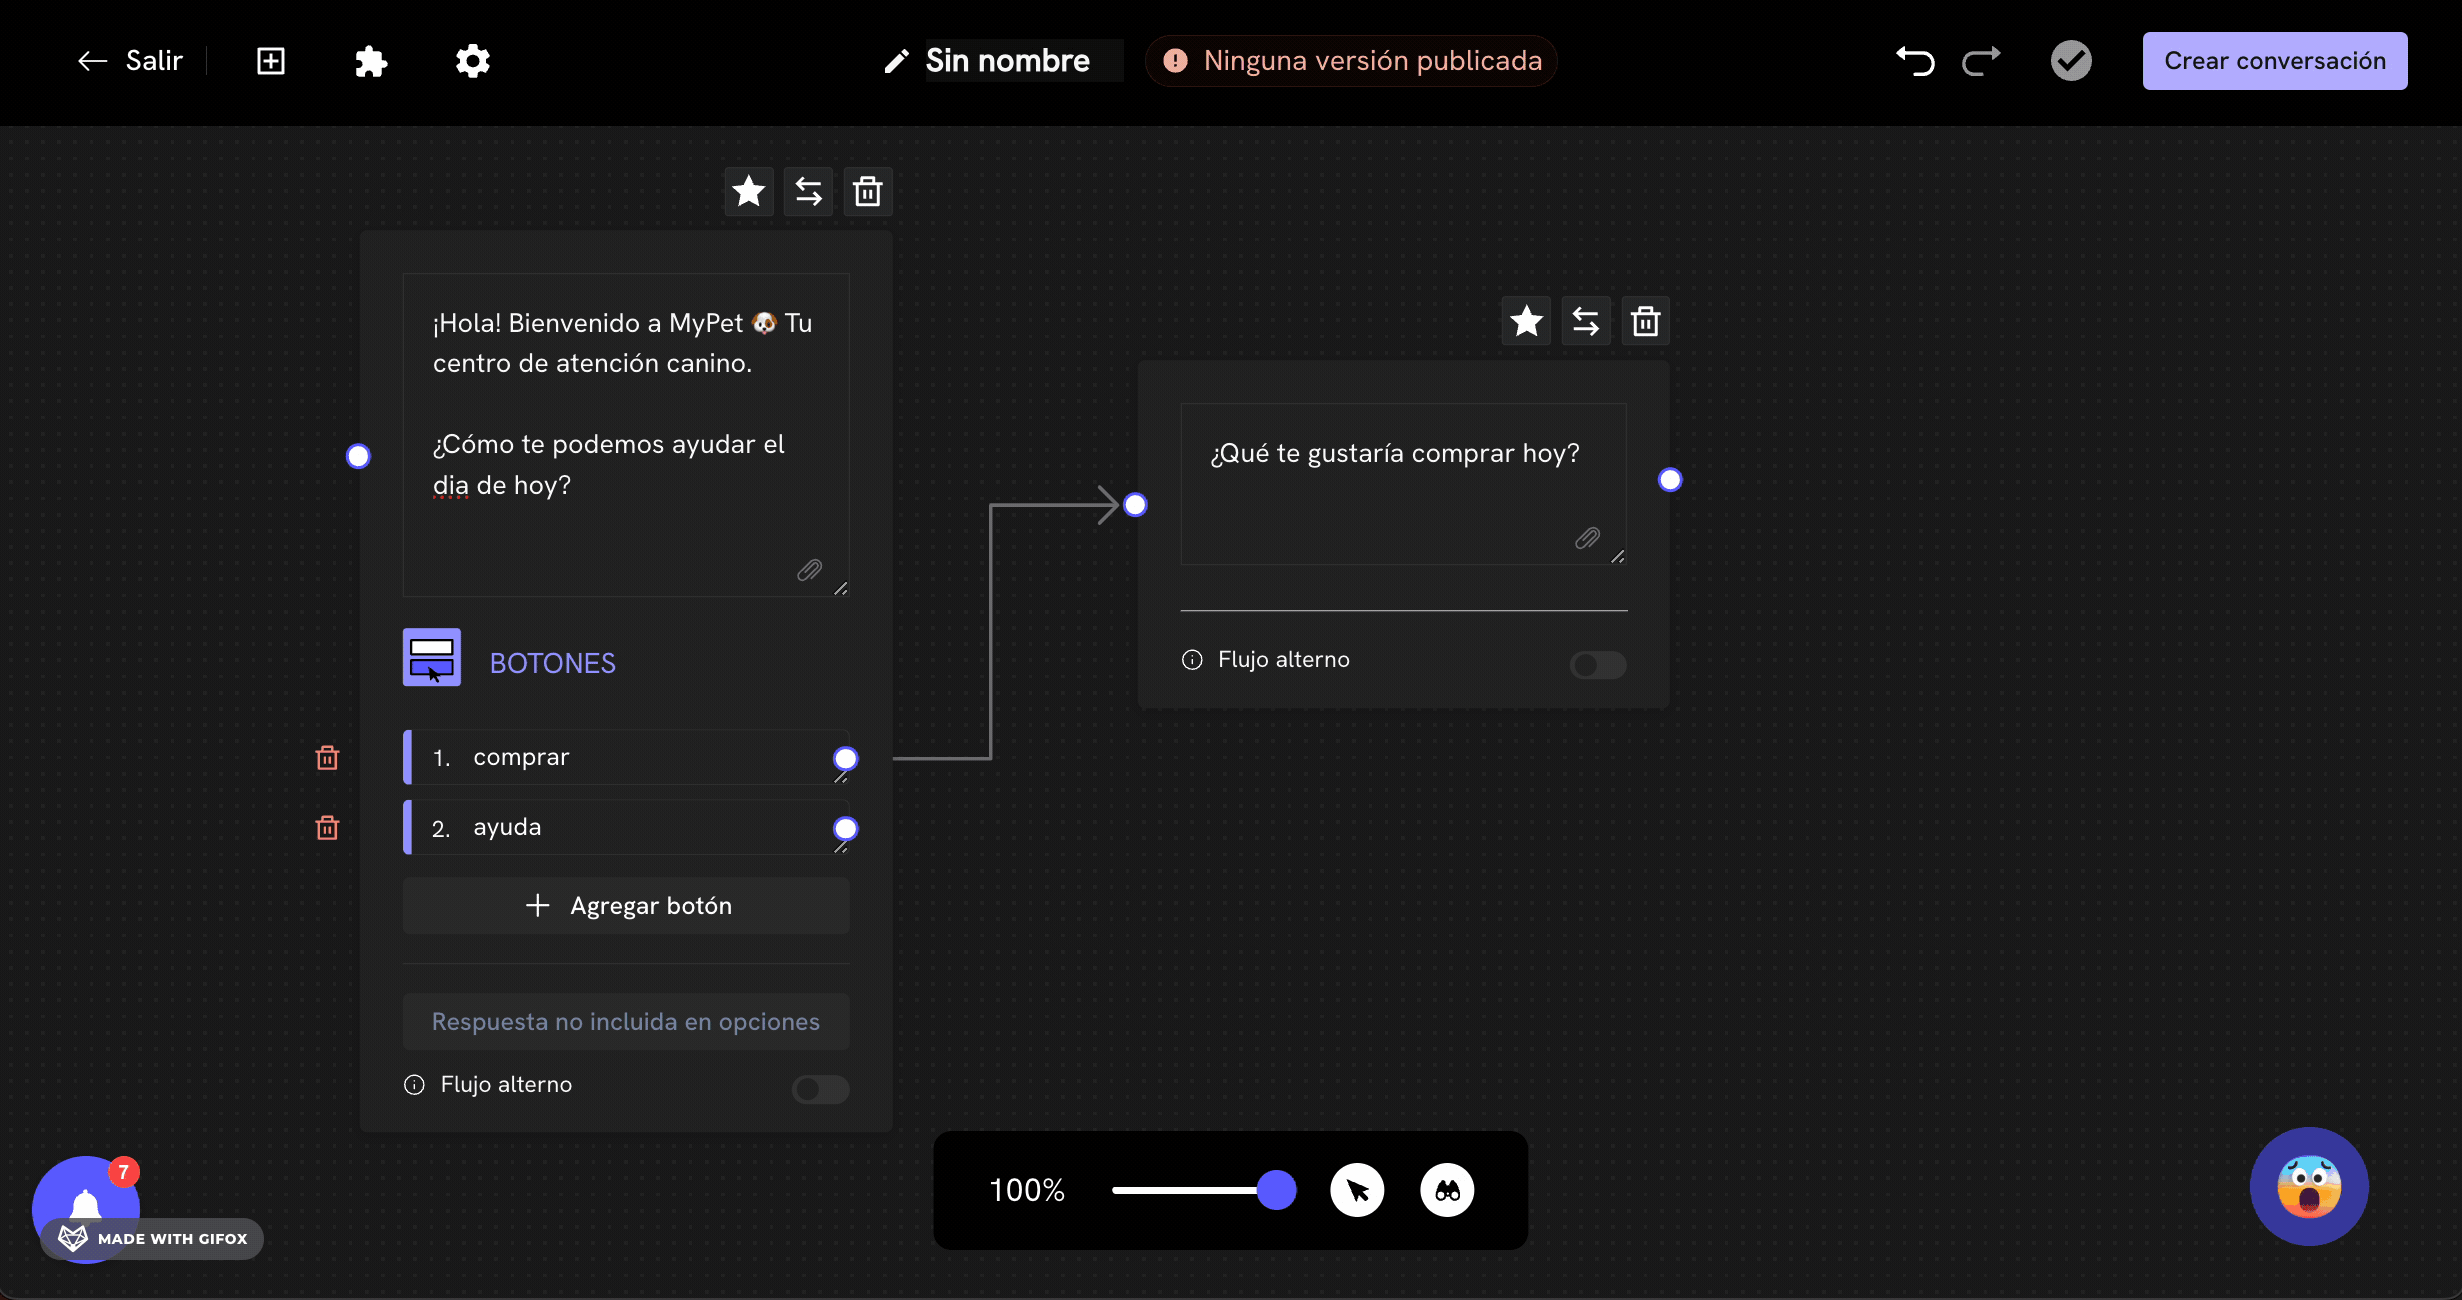 Salir
Sin nombre
Ninguna versión publicada
Crear conversación
¡Hola! Bienvenido a MyPet 🐶 Tu
centro de atención canino.
¿Cómo te podemos ayudar el
dia de hoy?
BOTONES
1. comprar
2. ayuda
Agregar botón
Respuesta no incluida en opciones
Flujo alterno
¿Qué te gustaría comprar hoy?
Flujo alterno
100%
7
MADE WITH GIFOX